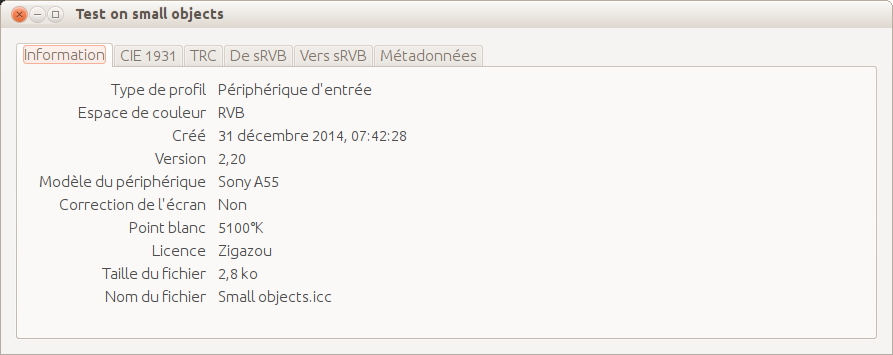 Test on small objects
Information CIE 1931 TRC De sRVB Vers sRVB Métadonnées
Type de profil Périphérique d'entrée
Espace de couleur RVB
Créé 31 décembre 2014, 07:42:28
Version 2,20
Modèle du périphérique Sony A55
Correction de l'écran Non
Point blanc 5100°K
Licence Zigazou
Taille du fichier 2,8 ko
Nom du fichier Small objects.icc